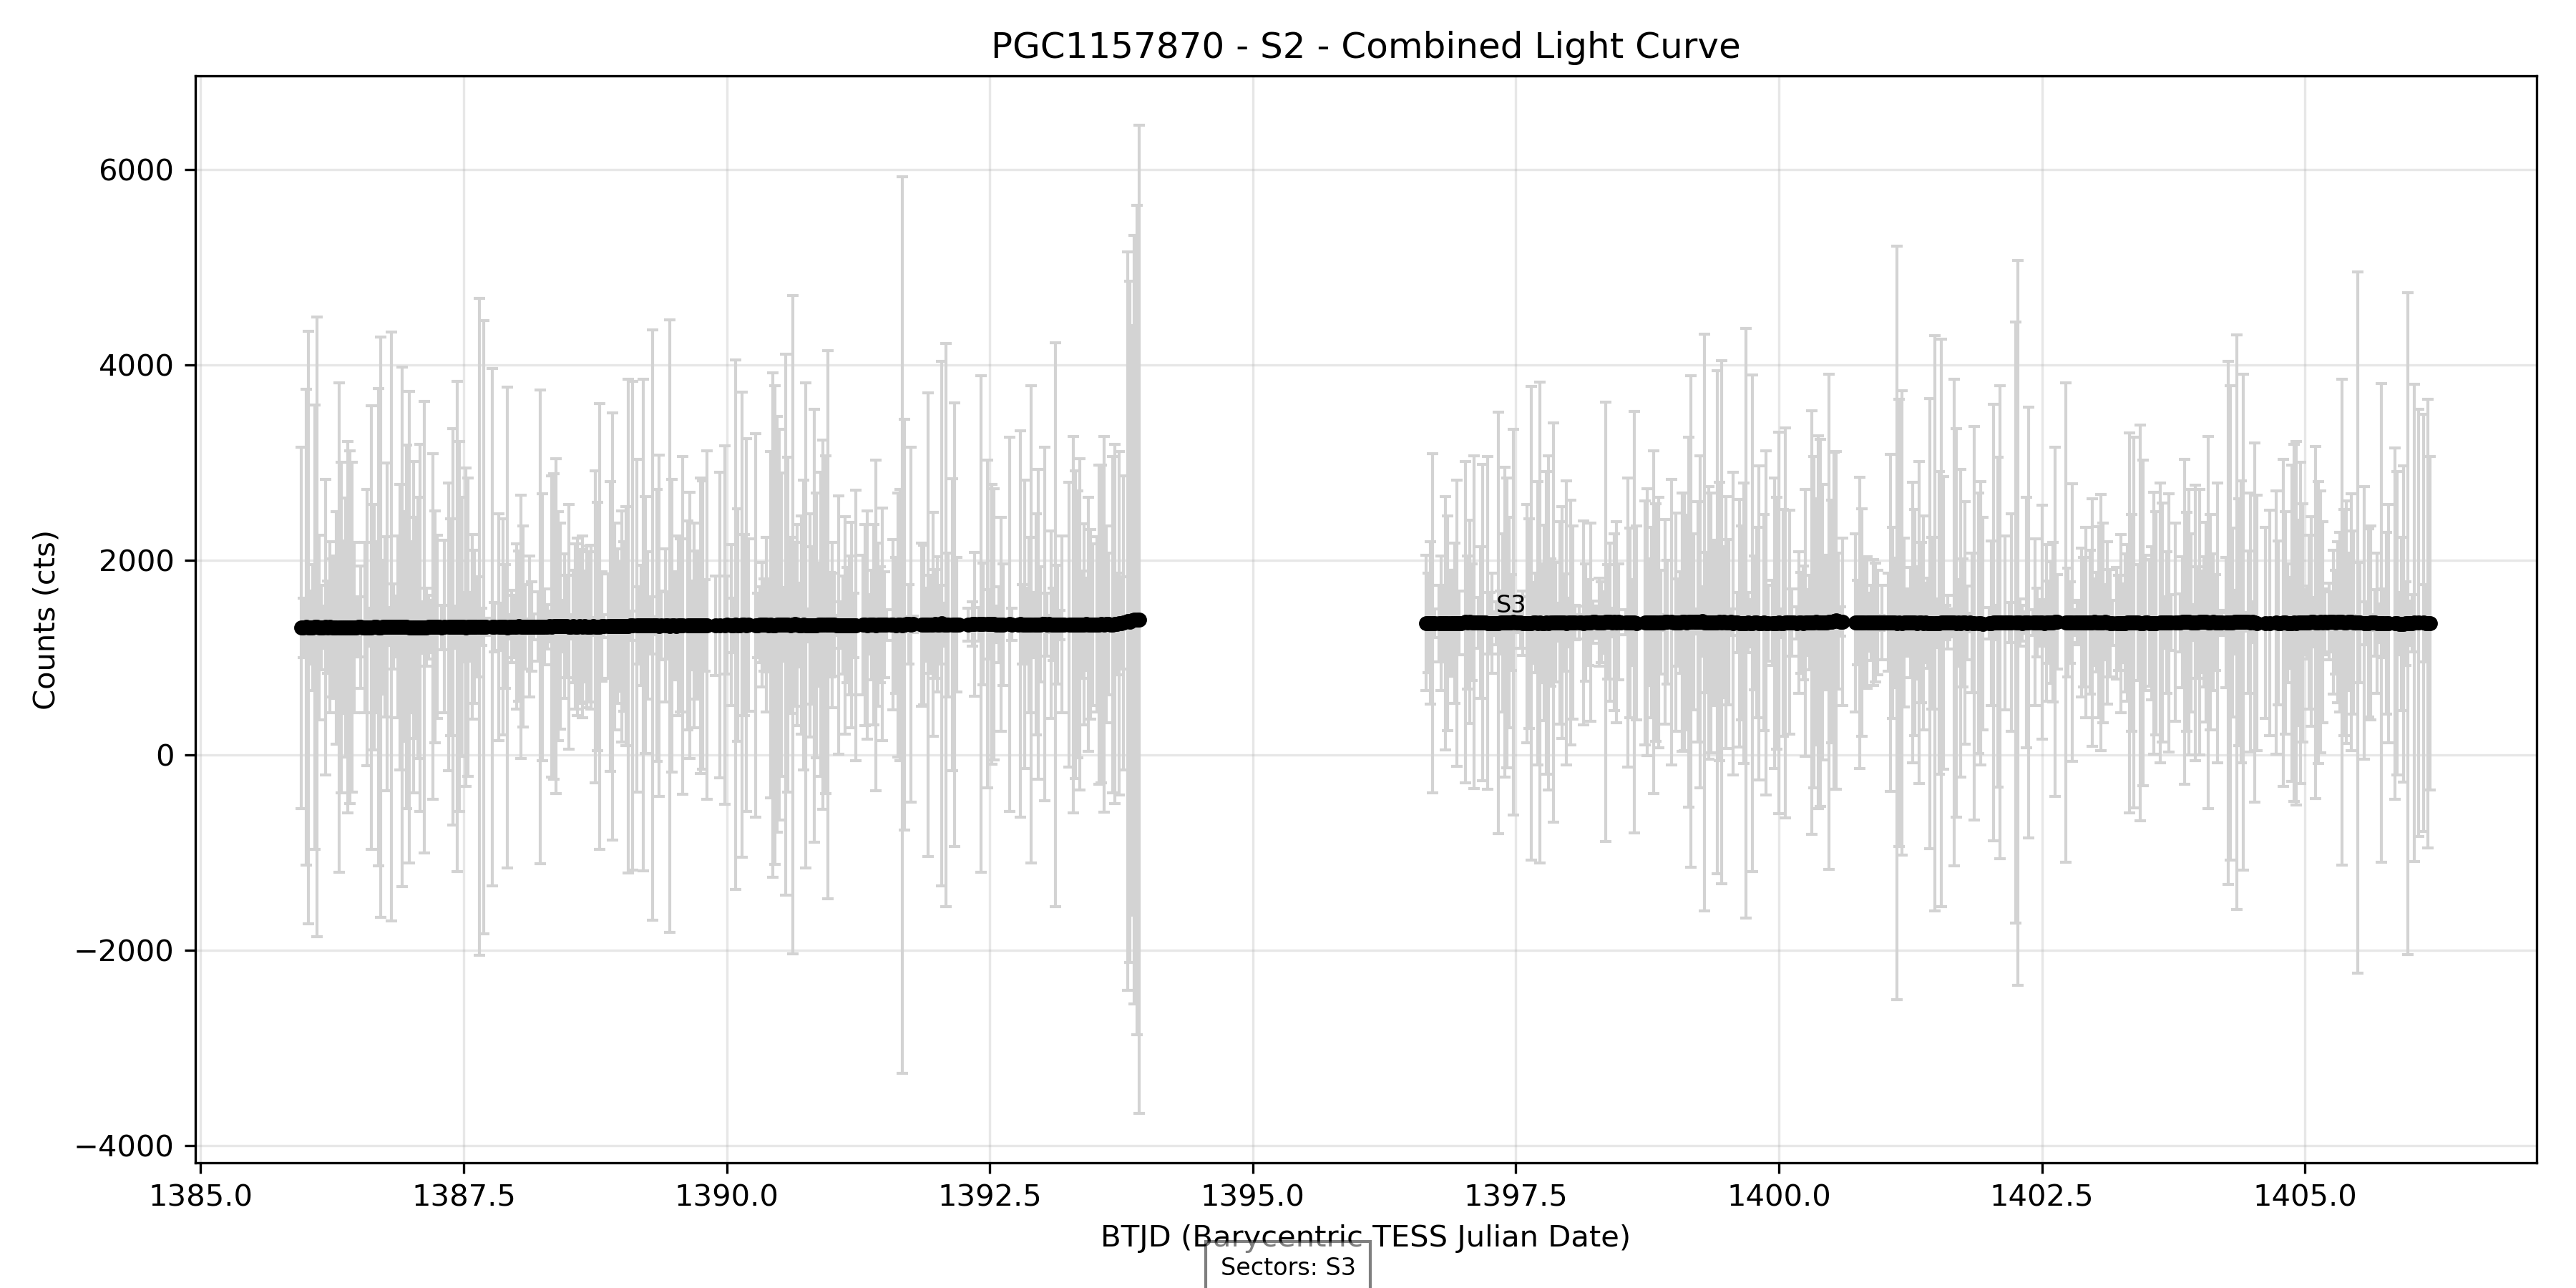 PGC1157870 - S2 - Combined Light Curve
Counts (cts)
6000
4000
2000
0
−2000
−4000
S3
1385.0 1387.5 1390.0 1392.5 1395.0 1397.5 1400.0 1402.5 1405.0
BTJD (Barycentric TESS Julian Date)
Sectors: S3